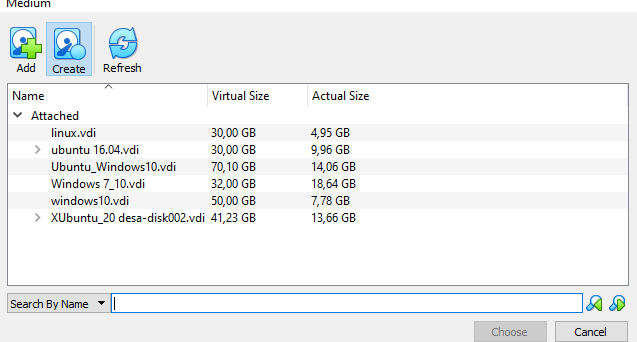 Medium
Add Create Refresh
Name Virtual Size Actual Size
Attached
linux.vdi 30,00 GB 4,95 GB
ubuntu 16.04.vdi 30,00 GB 9,96 GB
Ubuntu_Windows10.vdi 70,10 GB 14,06 GB
Windows 7_10.vdi 32,00 GB 18,64 GB
windows10.vdi 50,00 GB 7,78 GB
XUbuntu_20 desa-disk002.vdi 41,23 GB 13,66 GB
Search By Name
Choose Cancel